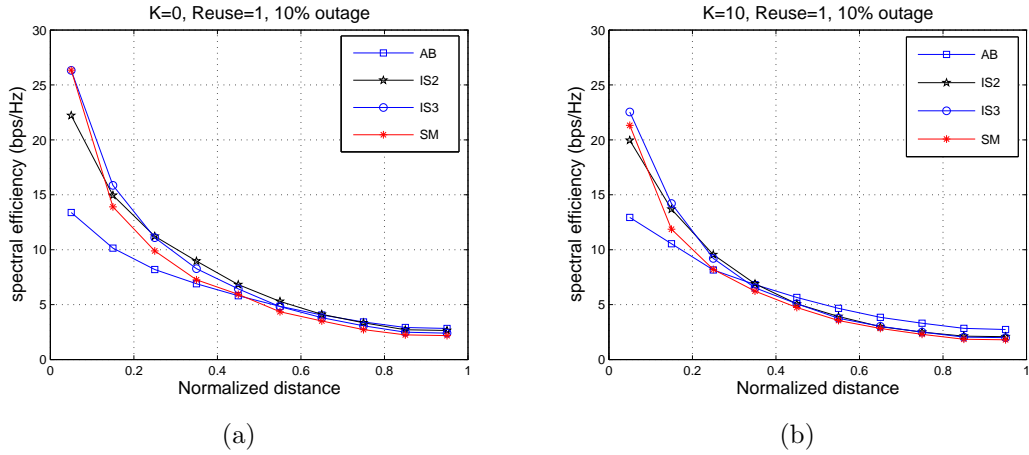 K=0, Reuse=1, 10% outage
spectral efficiency (bps/Hz)
30
25
20
15
10
5
0
0 0.2 0.4 0.6 0.8 1
Normalized distance
AB
IS2
IS3
SM
(a)
K=10, Reuse=1, 10% outage
spectral efficiency (bps/Hz)
30
25
20
15
10
5
0
0 0.2 0.4 0.6 0.8 1
Normalized distance
AB
IS2
IS3
SM
(b)